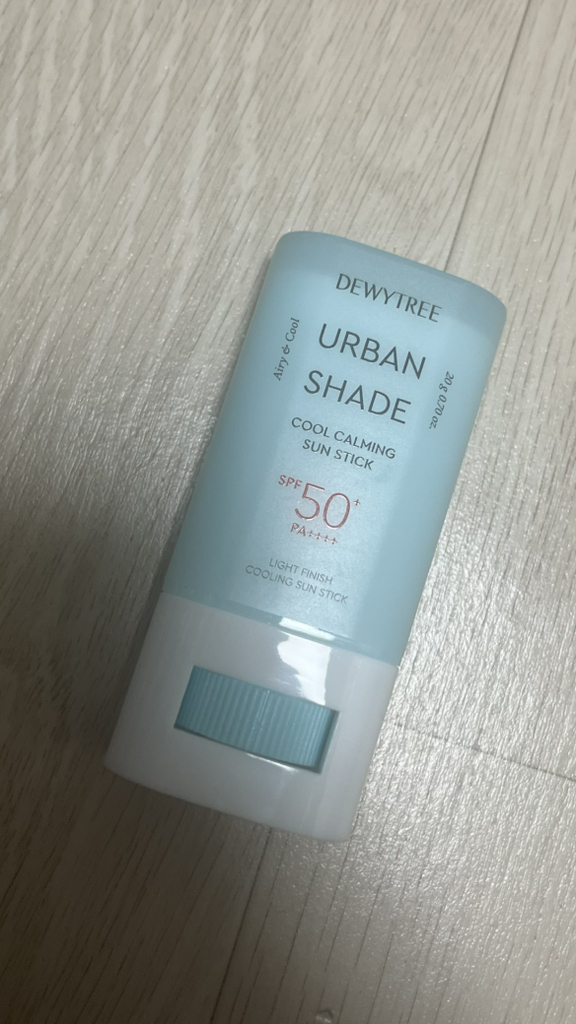 DEWYTREE
URBAN
SHADE
Airy & Cool
20 g 0.70 oz.
COOL CALMING
SUN STICK
SPF 50+
PA++++
LIGHT FINISH
COOLING SUN STICK